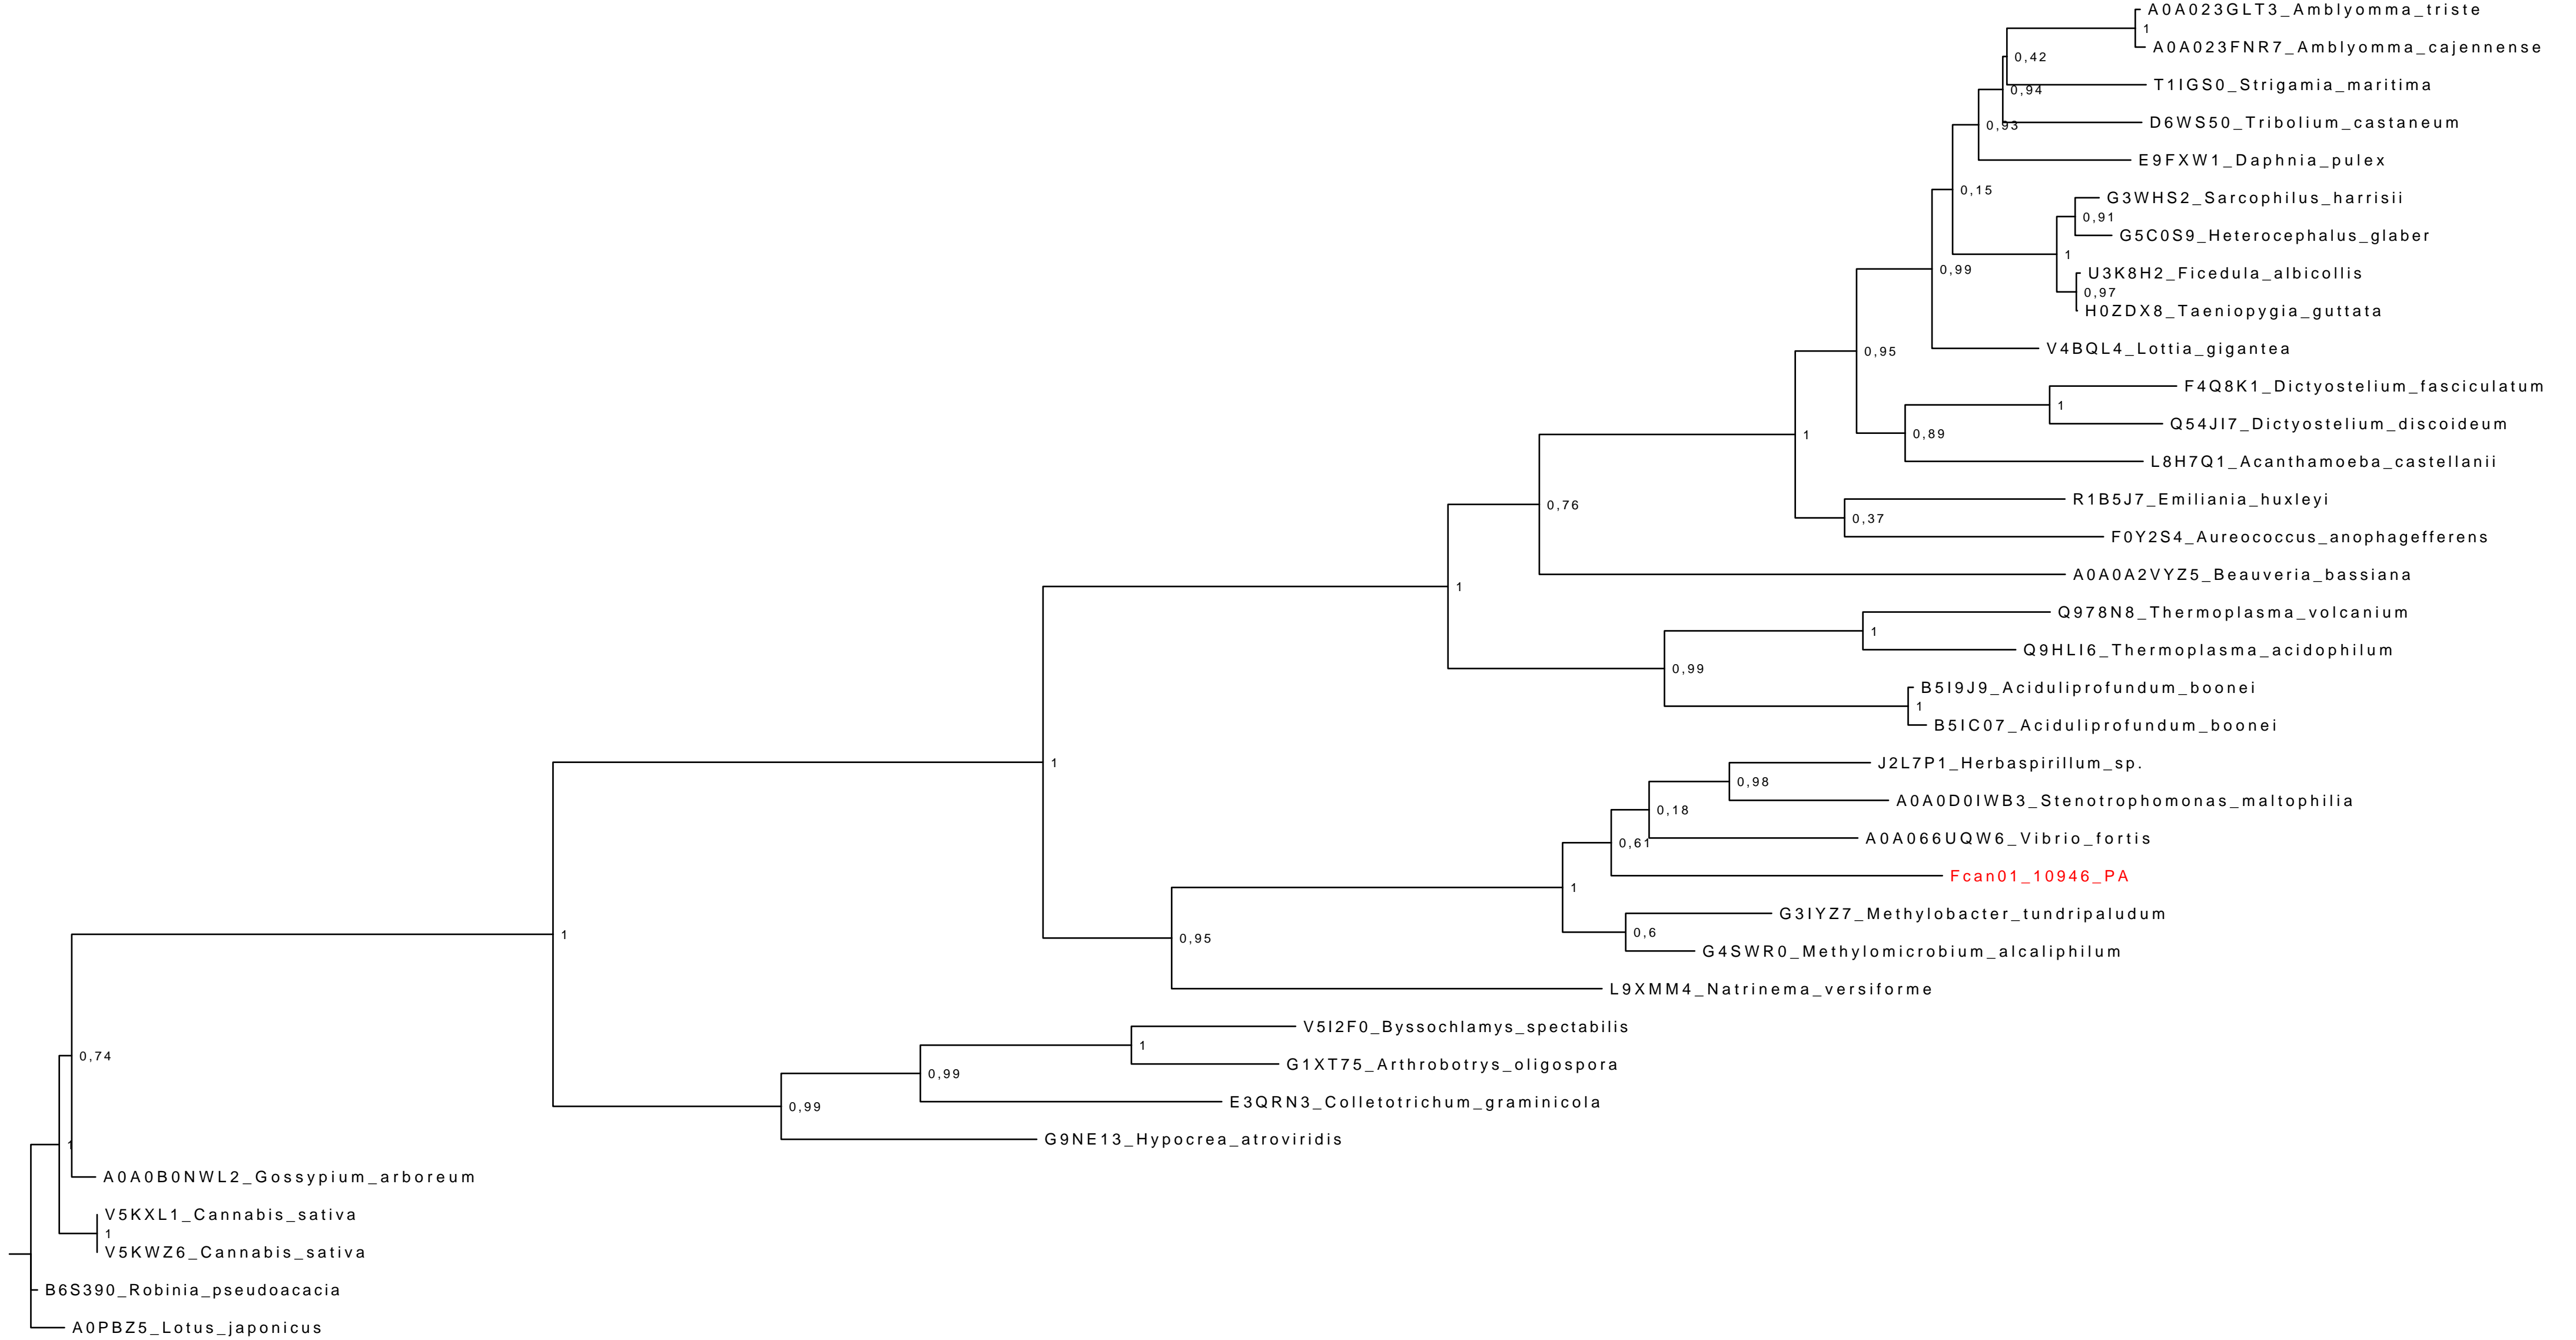 A0A023GLT3_Amblyomma_triste
1
A0A023FNR7_Amblyomma_cajennense
0,42
T1IGS0_Strigamia_maritima
0,94
D6WS50_Tribolium_castaneum
0,93
E9FXW1_Daphnia_pulex
0,15
G3WHS2_Sarcophilus_harrisii
0,91
G5C0S9_Heterocephalus_glaber
1
U3K8H2_Ficedula_albicollis
0,99
0,97
H0ZDX8_Taeniopygia_guttata
V4BQL4_Lottia_gigantea
0,95
F4Q8K1_Dictyostelium_fasciculatum
1
Q54JI7_Dictyostelium_discoideum
1
0,89
L8H7Q1_Acanthamoeba_castellanii
R1B5J7_Emiliania_huxleyi
0,76
0,37
F0Y2S4_Aureococcus_anophagefferens
A0A0A2VYZ5_Beauveria_bassiana
1
Q978N8_Thermoplasma_volcanium
1
Q9HLI6_Thermoplasma_acidophilum
0,99
B5I9J9_Aciduliprofundum_boonei
1
B5IC07_Aciduliprofundum_boonei
1
J2L7P1_Herbaspirillum_sp.
0,98
A0A0D0IWB3_Stenotrophomonas_maltophilia
0,18
A0A066UQW6_Vibrio_fortis
0,61
Fcan01_10946_PA
1
G3IYZ7_Methylobacter_tundripaludum
0,6
1
0,95
G4SWR0_Methylomicrobium_alcaliphilum
L9XMM4_Natrinema_versiforme
V5I2F0_Byssochlamys_spectabilis
1
0,74
G1XT75_Arthrobotrys_oligospora
0,99
E3QRN3_Colletotrichum_graminicola
0,99
G9NE13_Hypocrea_atroviridis
1
A0A0B0NWL2_Gossypium_arboreum
V5KXL1_Cannabis_sativa
1
V5KWZ6_Cannabis_sativa
B6S390_Robinia_pseudoacacia
A0PBZ5_Lotus_japonicus